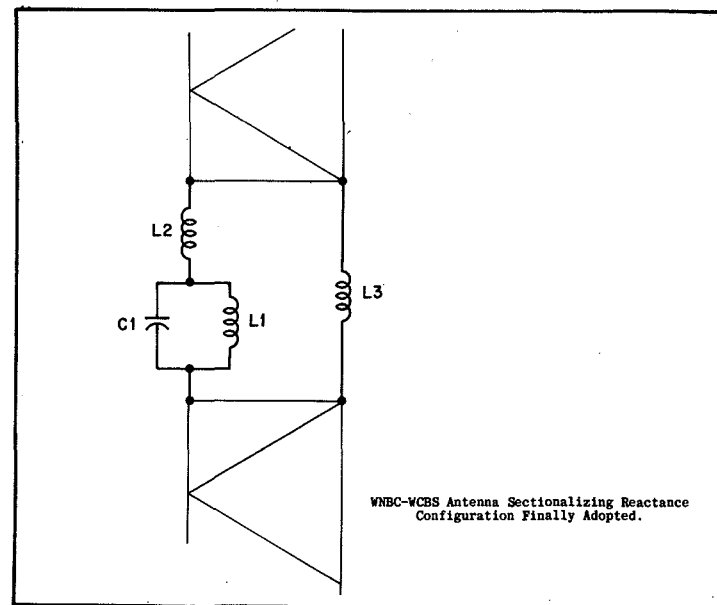 L2
C1
L1
L3
WNBC-WCBS Antenna Sectionalizing Reactance
Configuration Finally Adopted.